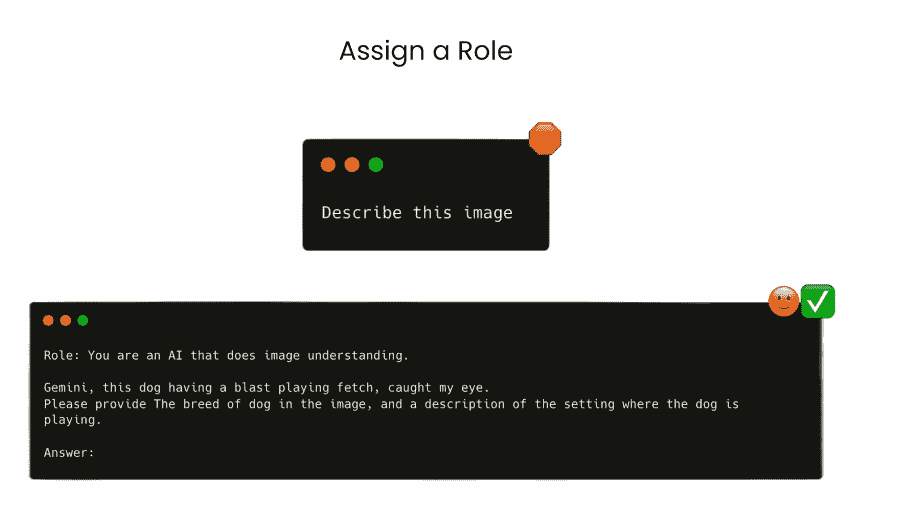 Assign a Role
Describe this image
Role: You are an AI that does image understanding.
Gemini, this dog having a blast playing fetch, caught my eye.
Please provide The breed of dog in the image, and a description of the setting where the dog is
playing.
Answer: